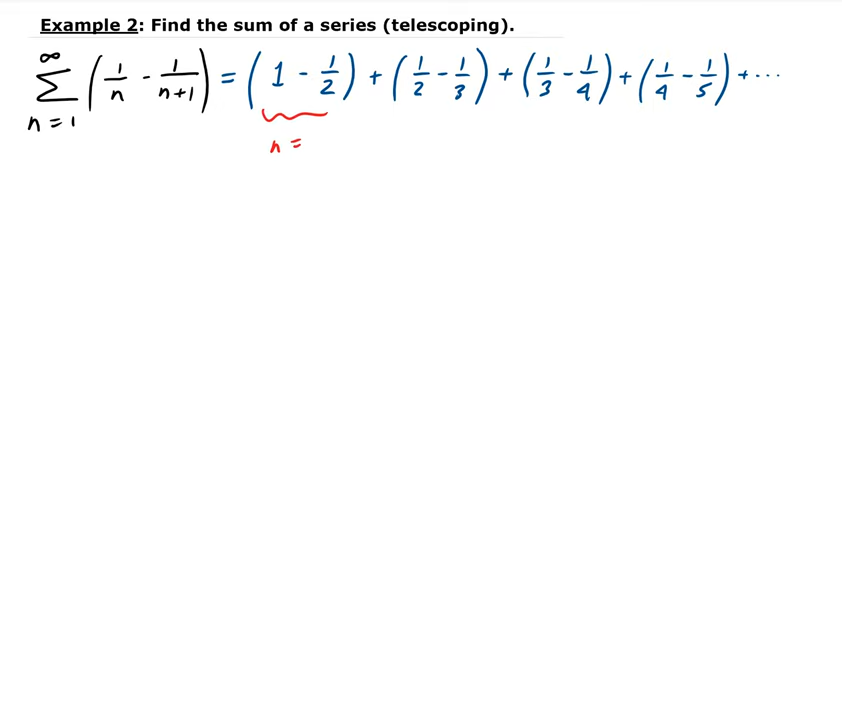 Example 2: Find the sum of a series (telescoping).
∞
∑ (1/n - 1/(n+1)) = (1 - 1/2) + (1/2 - 1/3) + (1/3 - 1/4) + (1/4 - 1/5) + ...
n = 1
n =